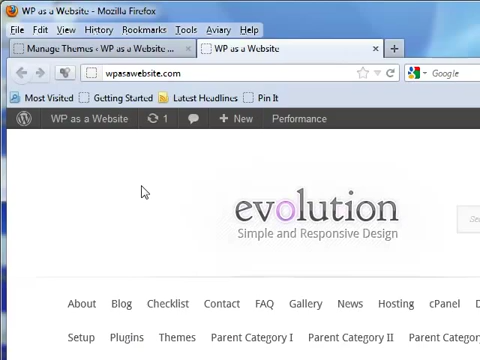 WP as a Website - Mozilla Firefox
File Edit View History Bookmarks Tools Aviary Help
Manage Themes ‹ WP as a Website ... WP as a Website
wpasawebsite.com Google
Most Visited Getting Started Latest Headlines Pin It
WP as a Website 1 + New Performance
evolution
Simple and Responsive Design
About Blog Checklist Contact FAQ Gallery News Hosting cPanel
Setup Plugins Themes Parent Category I Parent Category II Parent